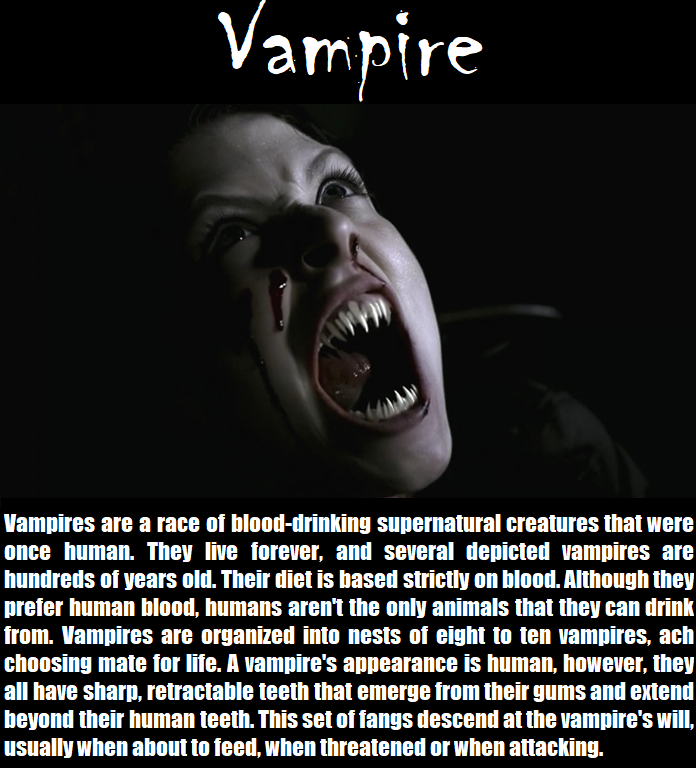 Vampire
Vampires are a race of blood-drinking supernatural creatures that were
once human. They live forever, and several depicted vampires are
hundreds of years old. Their diet is based strictly on blood. Although they
prefer human blood, humans aren't the only animals that they can drink
from. Vampires are organized into nests of eight to ten vampires, ach
choosing mate for life. A vampire's appearance is human, however, they
all have sharp, retractable teeth that emerge from their gums and extend
beyond their human teeth. This set of fangs descend at the vampire's will,
usually when about to feed, when threatened or when attacking.